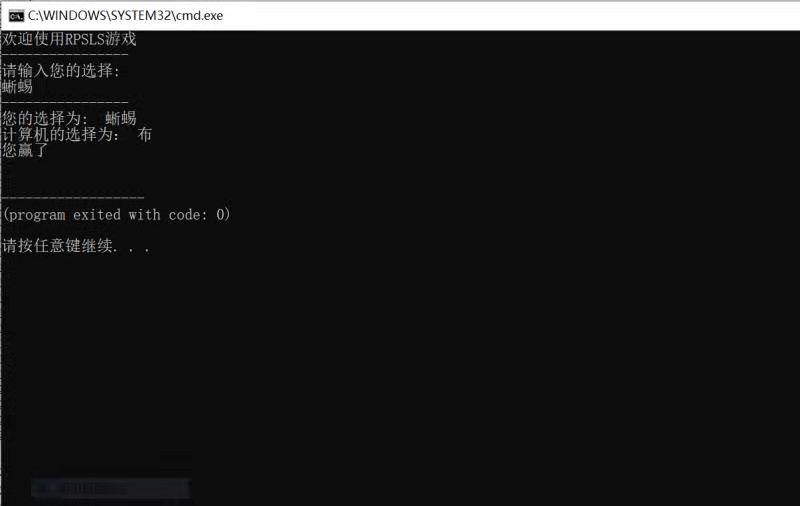 C:\WINDOWS\SYSTEM32\cmd.exe
欢迎使用RPSLS游戏
----------------
请输入您的选择:
蜥蜴
----------------
您的选择为: 蜥蜴
计算机的选择为: 布
您赢了
------------------
(program exited with code: 0)
请按任意键继续. . .